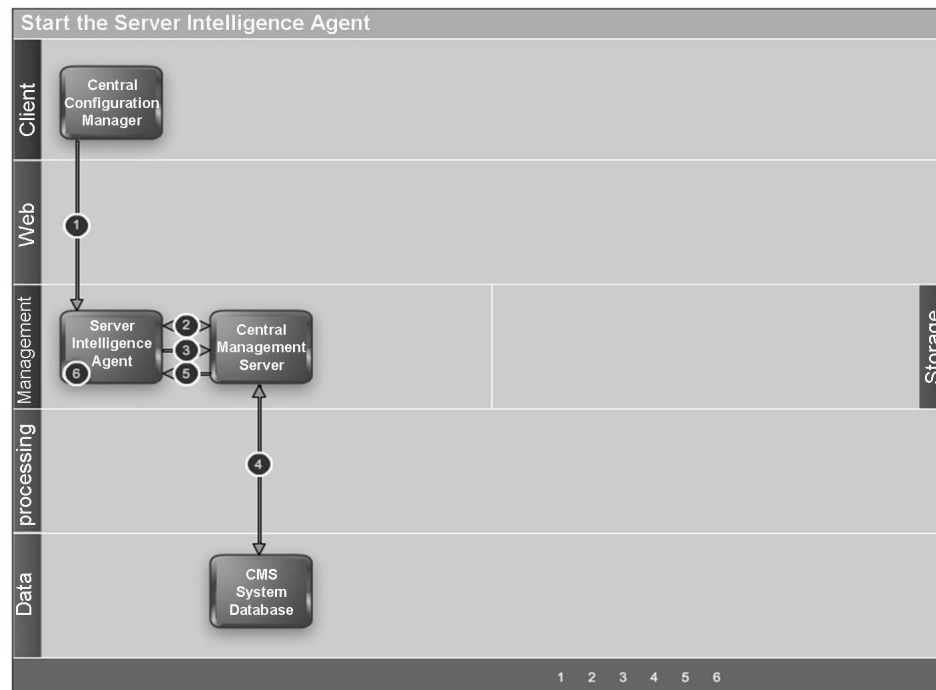 Start the Server Intelligence Agent
Client
Central
Configuration
Manager
Web
1
Management
Server
Intelligence
Agent
6
2
3
5
Central
Management
Server
Storage
processing
4
Data
CMS
System
Database
1 2 3 4 5 6